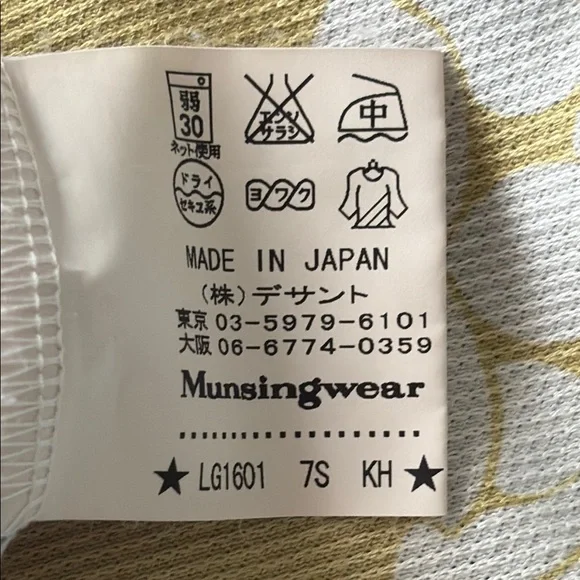 弱 30 エンソ サラシ 中
ネット使用
ドライ セキユ系 ヨワク
MADE IN JAPAN
(株)デサント
東京 03-5979-6101
大阪 06-6774-0359
Munsingwear
★ LG1601 7S KH ★